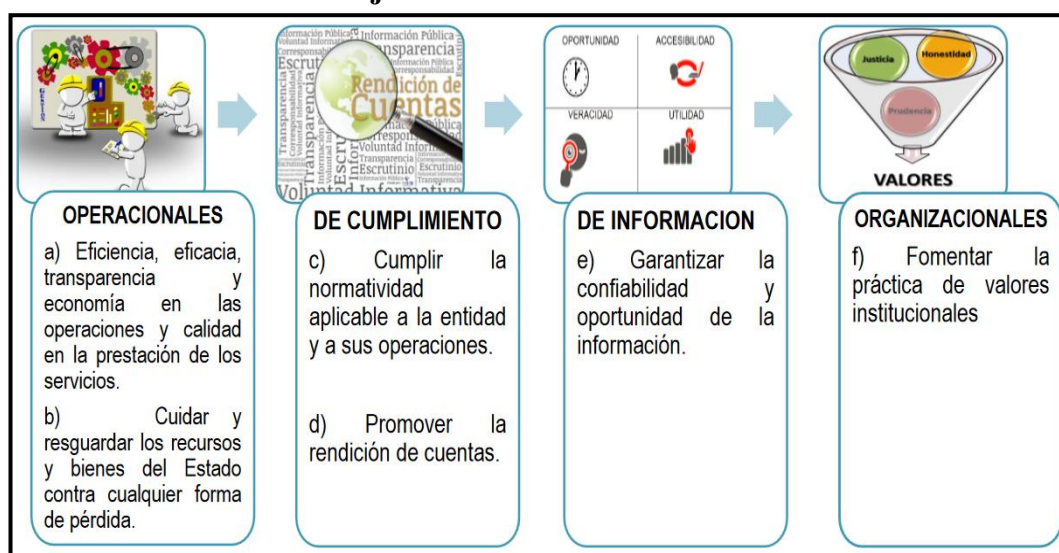 OPERACIONALES
a) Eficiencia, eficacia,
transparencia y
economía en las
operaciones y calidad
en la prestación de los
servicios.
b) Cuidar y
resguardar los recursos
y bienes del Estado
contra cualquier forma
de pérdida.
Rendición de
Cuentas
Voluntad Informativa
DE CUMPLIMIENTO
c) Cumplir la
normatividad
aplicable a la entidad
y a sus operaciones.
d) Promover la
rendición de cuentas.
OPORTUNIDAD
ACCESIBILIDAD
VERACIDAD
UTILIDAD
DE INFORMACION
e) Garantizar la
confiabilidad y
oportunidad de la
información.
Justicia
Honestidad
Prudencia
VALORES
ORGANIZACIONALES
f) Fomentar la
práctica de valores
institucionales